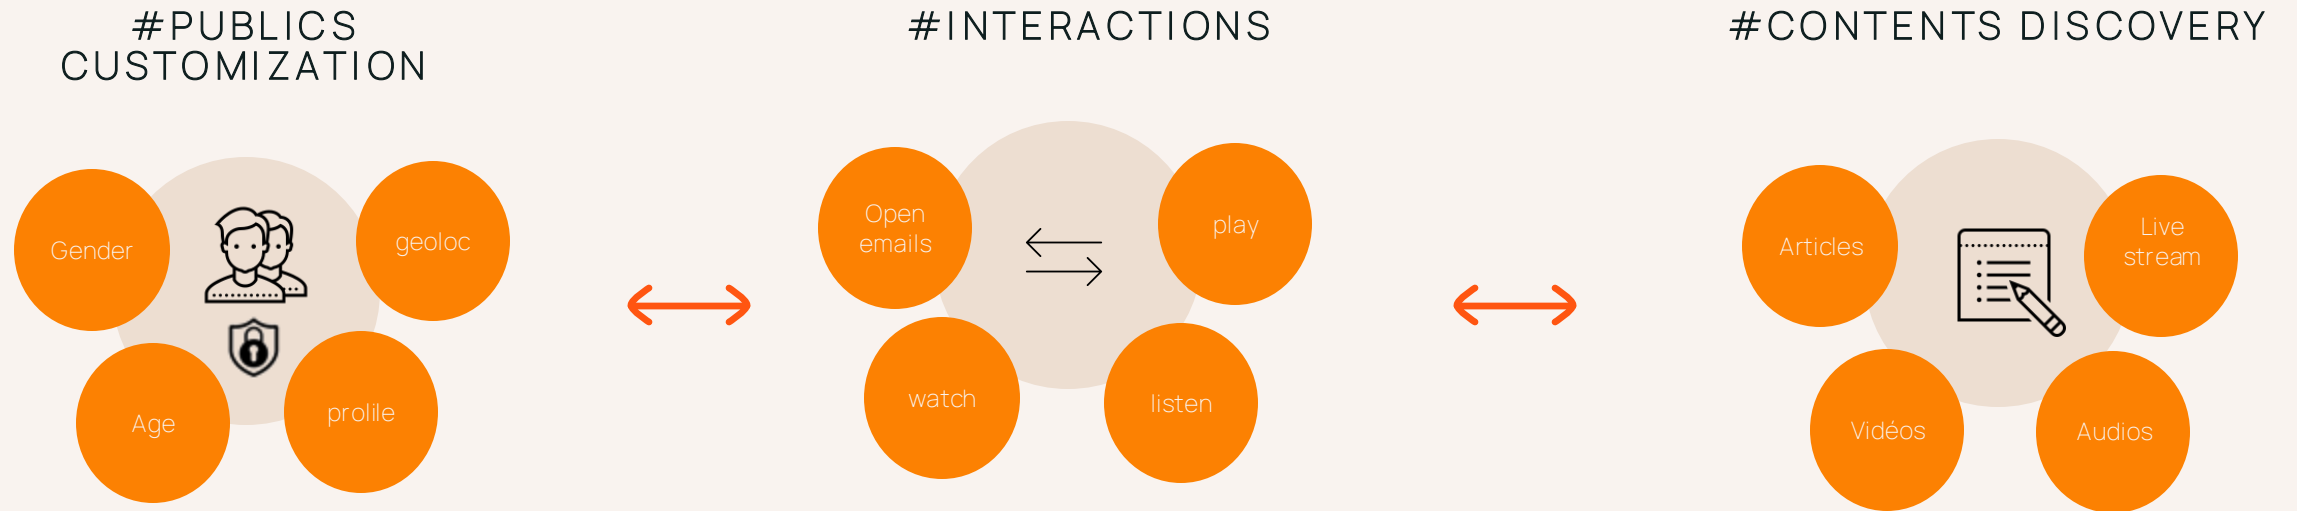 #PUBLICS
CUSTOMIZATION
Gender
geoloc
Age
prolile
#INTERACTIONS
Open
emails
play
watch
listen
#CONTENTS DISCOVERY
Articles
Live
stream
Vidéos
Audios